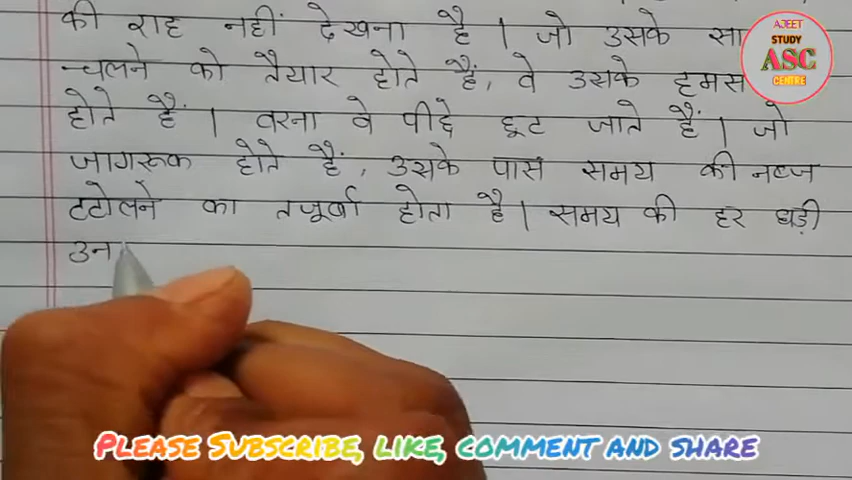 की राह नहीं देखना है । जो उसके सा
AJEET
STUDY
ASC
CENTRE
चलने को तैयार होते हैं, वे उसके हमस
होते हैं । वरना वे पीछे छूट जाते हैं । जो
जागरूक होते हैं , उसके पास समय की नब्ज
टटोलने का तजूर्बा होता है । समय की हर घड़ी
उन
PLEASE SUBSCRIBE, LIKE, COMMENT AND SHARE